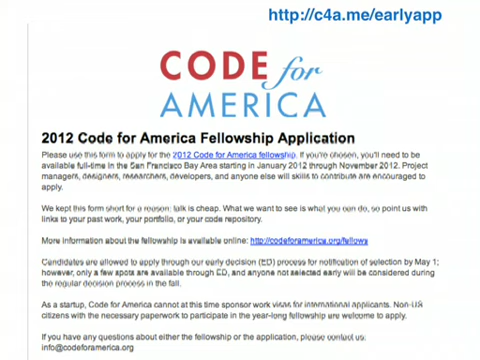 http://c4a.me/earlyapp
CODE for
AMERICA
2012 Code for America Fellowship Application
Please use this form to apply for the 2012 Code for America fellowship. If you're chosen, you'll need to be
available full-time in the San Francisco Bay Area starting in January 2012 through November 2012. Project
managers, designers, researchers, developers, and anyone else will skills to contribute are encouraged to
apply.
We kept this form short for a reason: talk is cheap. What we want to see is what you can do, so point us with
links to your past work, your portfolio, or your code repository.
More information about the fellowship is available online: http://codeforamerica.org/fellows
Candidates are allowed to apply through our early decision (ED) process for notification of selection by May 1;
however, only a few spots are available through ED, and anyone not selected early will be considered during
the regular decision process in the fall.
As a startup, Code for America cannot at this time sponsor work visas for international applicants. Non-US
citizens with the necessary paperwork to participate in the year-long fellowship are welcome to apply.
If you have any questions about either the fellowship or the application, please contact us:
info@codeforamerica.org